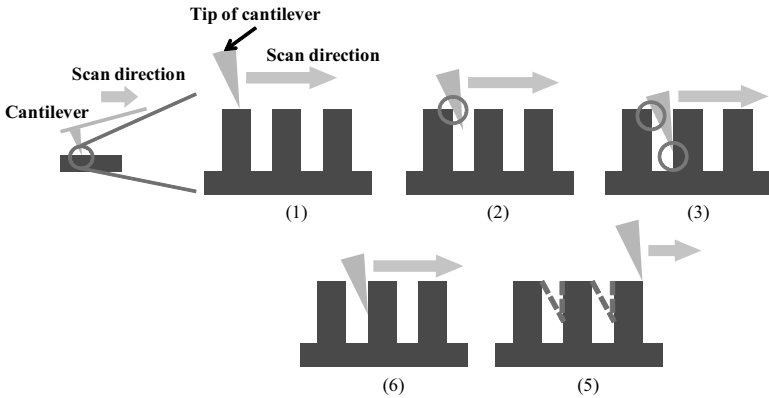 Tip of cantilever
Scan direction
Scan direction
Cantilever
(1)
(2)
(3)
(6)
(5)